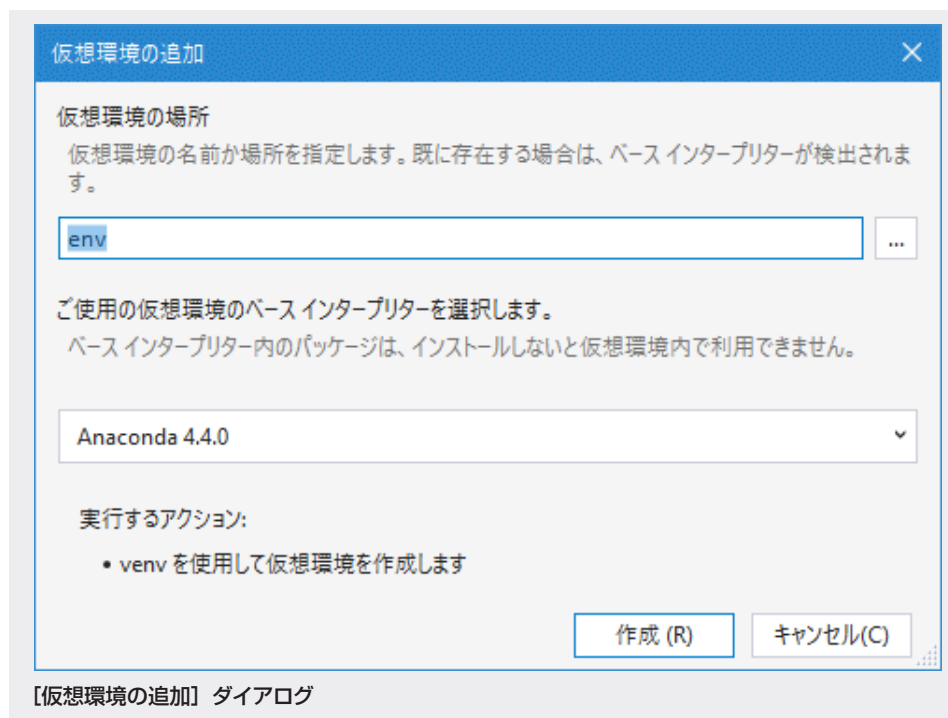 仮想環境の追加
仮想環境の場所
仮想環境の名前か場所を指定します。既に存在する場合は、ベース インタープリターが検出されま
す。
env
...
ご使用の仮想環境のベース インタープリターを選択します。
ベース インタープリター内のパッケージは、インストールしないと仮想環境内で利用できません。
Anaconda 4.4.0
実行するアクション:
• venv を使用して仮想環境を作成します
作成 (R)
キャンセル(C)
[仮想環境の追加] ダイアログ